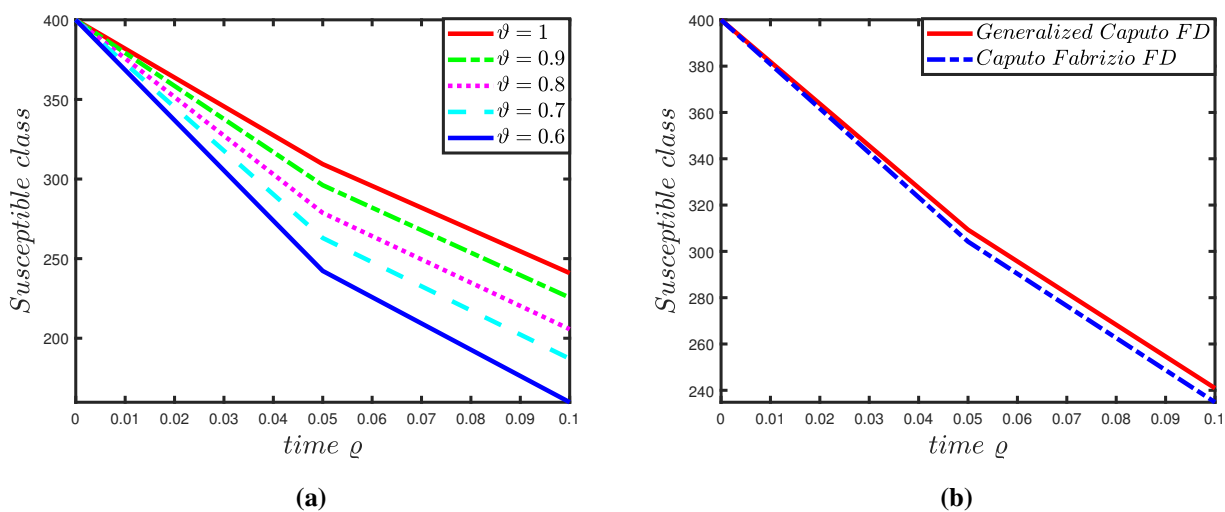 400
350
300
250
200
0 0.01 0.02 0.03 0.04 0.05 0.06 0.07 0.08 0.09 0.1
Susceptible class
time ϱ
ϑ = 1
ϑ = 0.9
ϑ = 0.8
ϑ = 0.7
ϑ = 0.6
(a)
400
380
360
340
320
300
280
260
240
0 0.01 0.02 0.03 0.04 0.05 0.06 0.07 0.08 0.09 0.1
Susceptible class
time ϱ
Generalized Caputo FD
Caputo Fabrizio FD
(b)